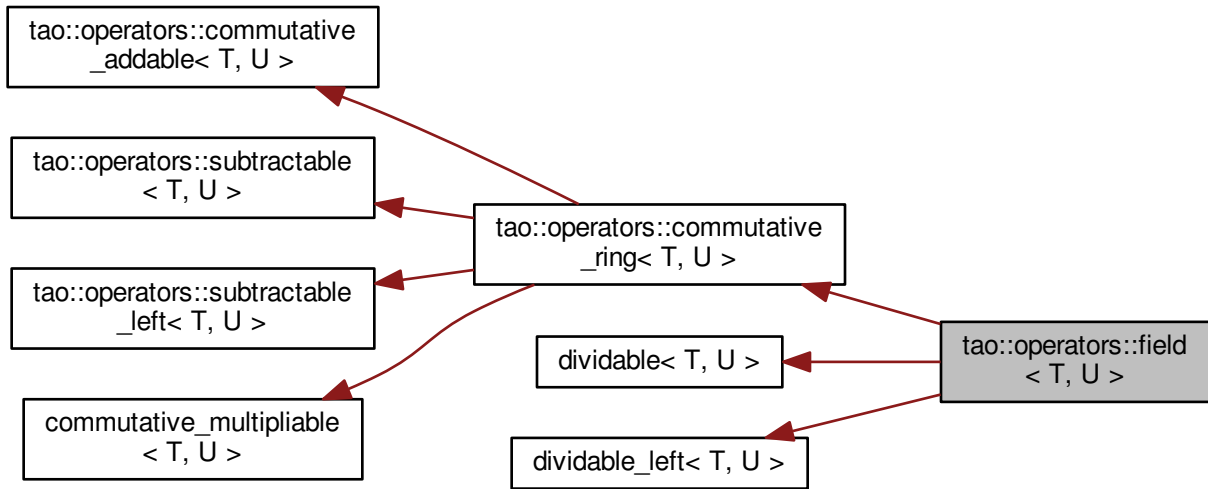 tao::operators::commutative
_addable< T, U >
tao::operators::subtractable
< T, U >
tao::operators::subtractable
_left< T, U >
commutative_multipliable
< T, U >
tao::operators::commutative
_ring< T, U >
dividable< T, U >
dividable_left< T, U >
tao::operators::field
< T, U >